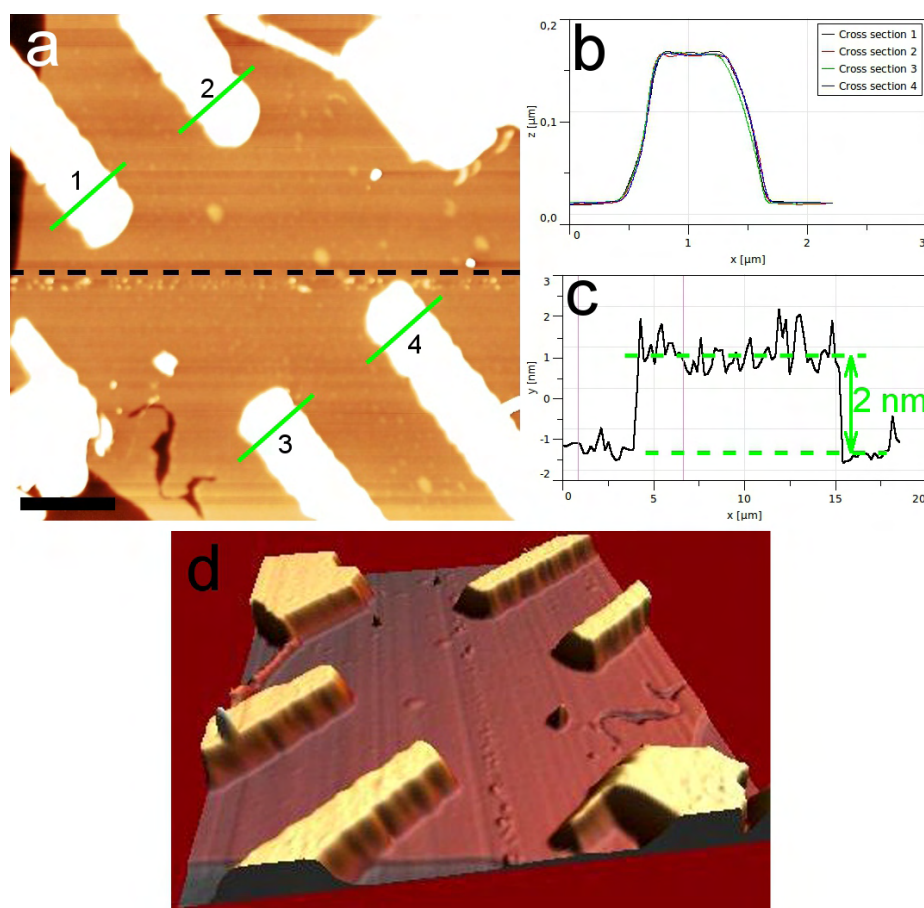 a
1
2
3
4
b
0,2
0,1
0,0
z [µm]
0
1
2
3
x [µm]
Cross section 1
Cross section 2
Cross section 3
Cross section 4
c
3
2
1
0
-1
-2
y [nm]
0
5
10
15
20
x [µm]
2 nm
d